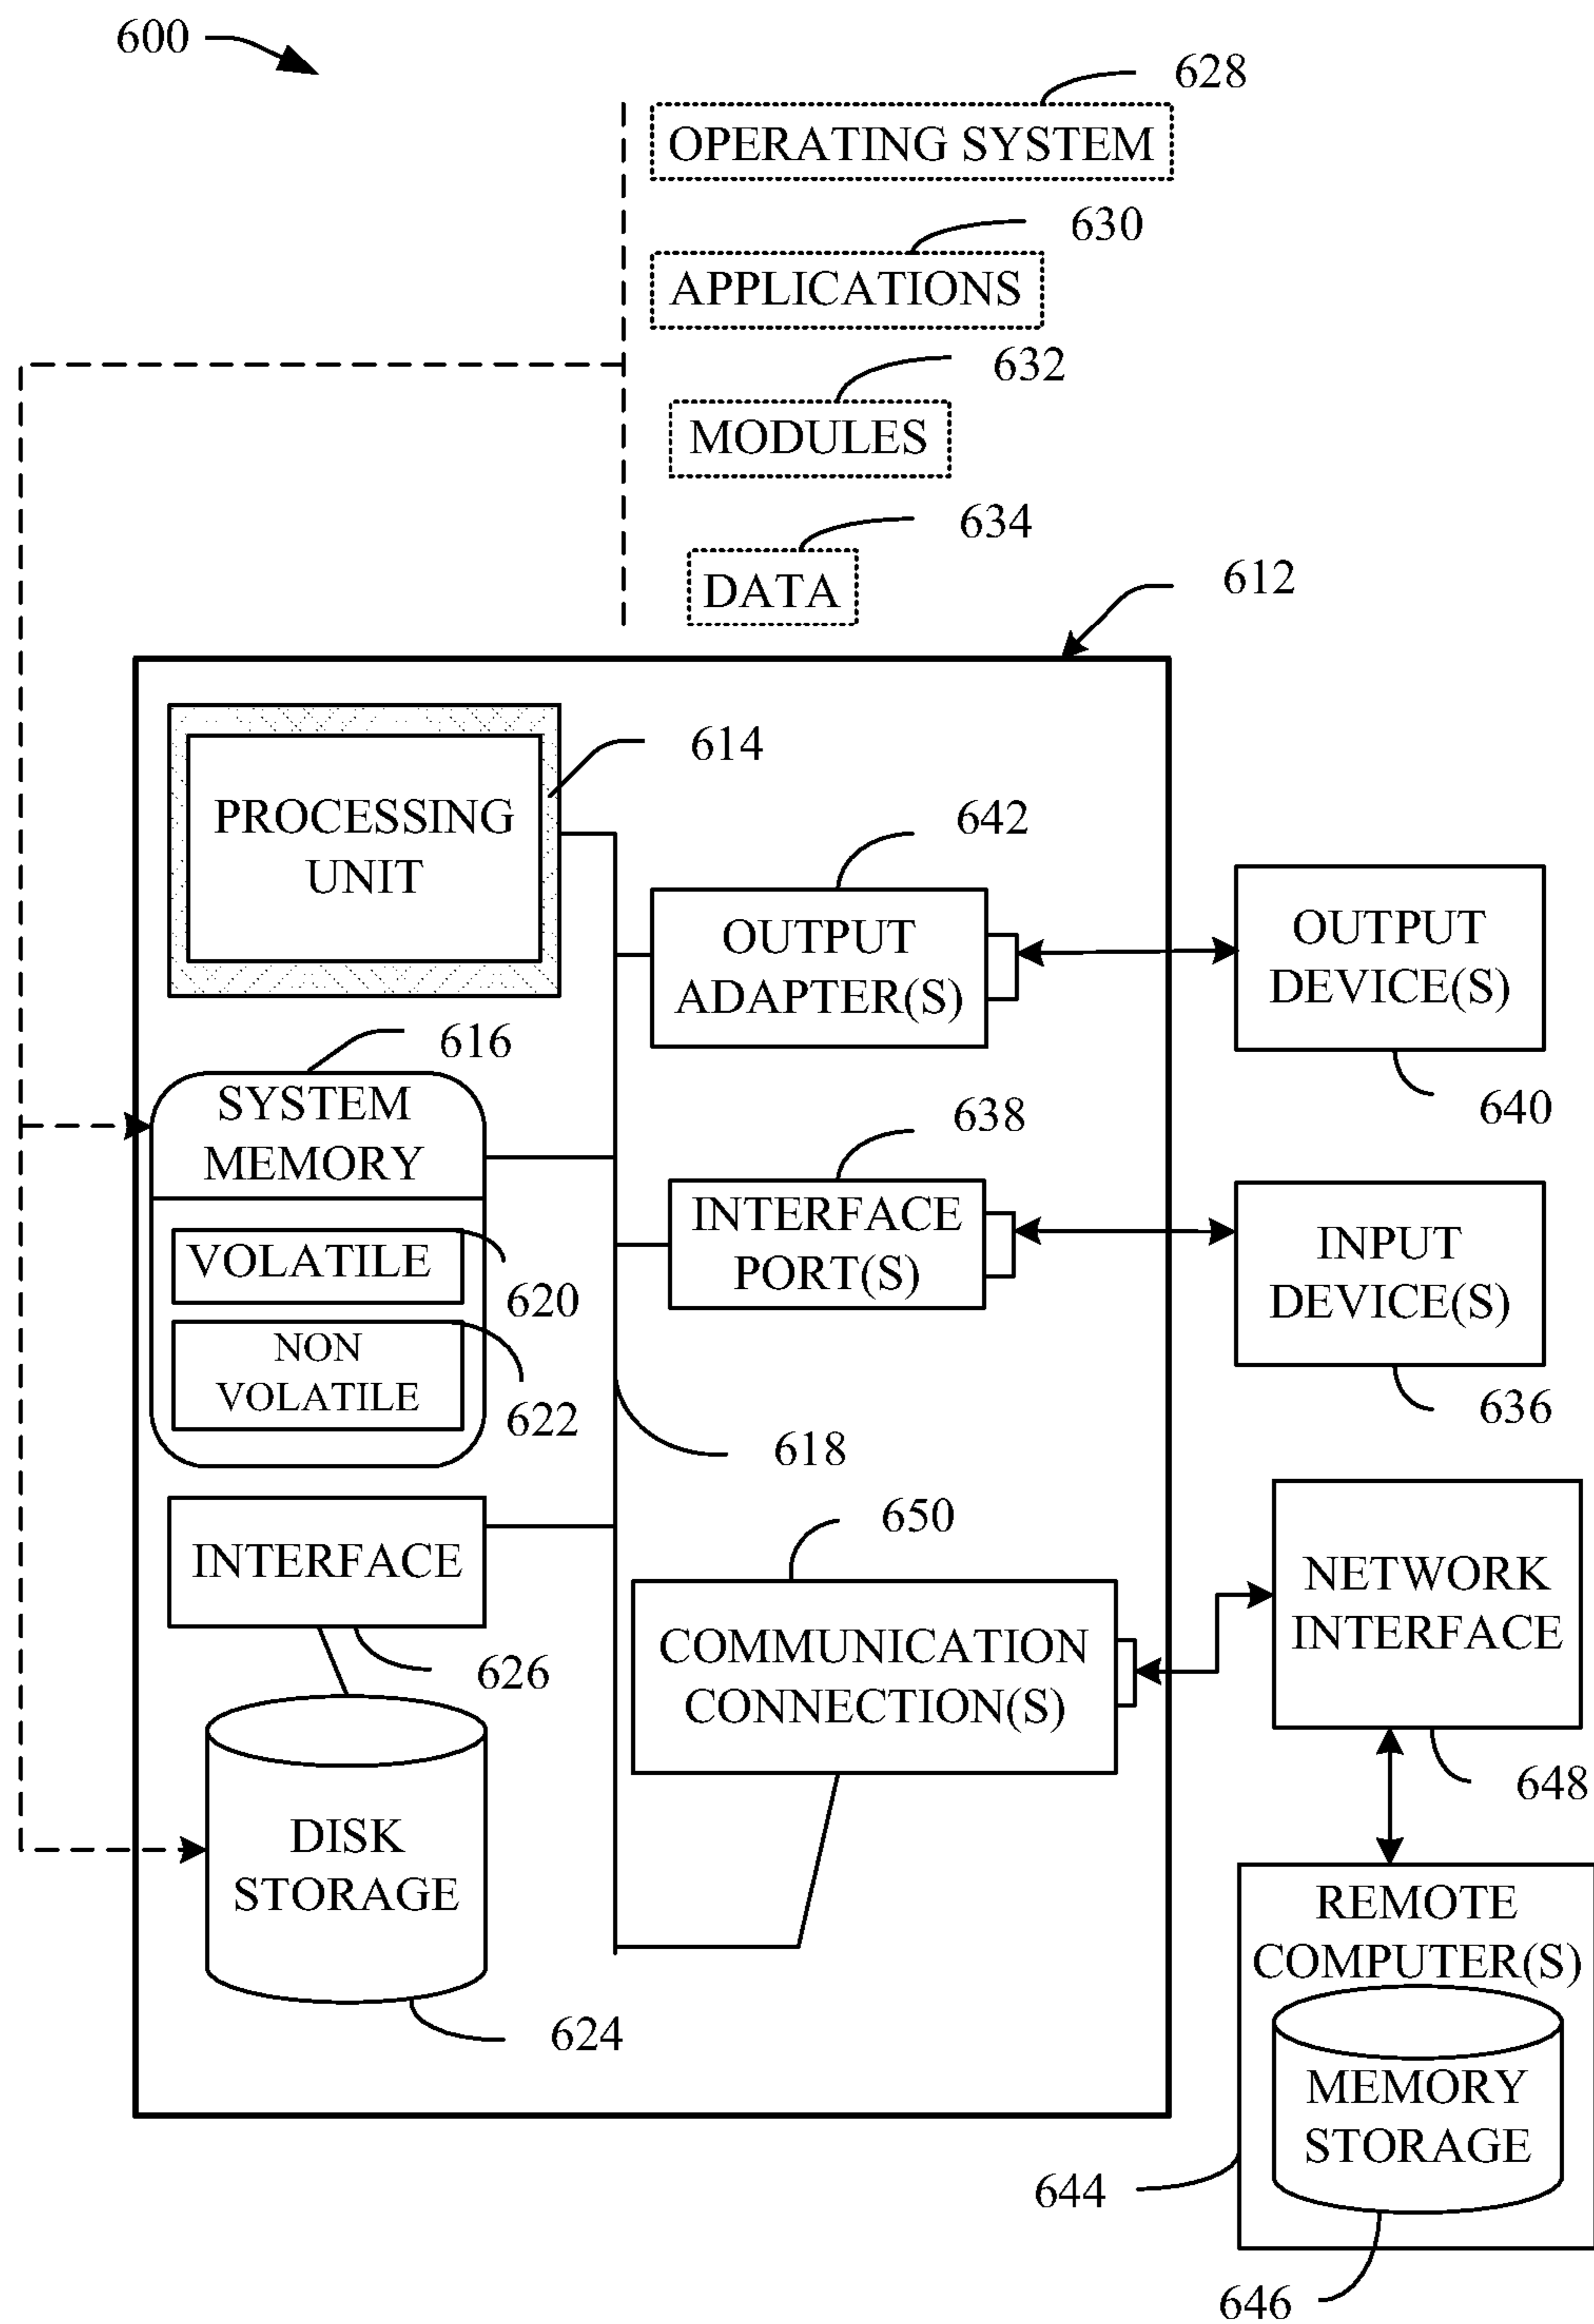 600
628
OPERATING SYSTEM
630
APPLICATIONS
632
MODULES
634
DATA
612
614
PROCESSING
UNIT
642
OUTPUT
ADAPTER(S)
OUTPUT
DEVICE(S)
640
616
SYSTEM
MEMORY
638
INTERFACE
PORT(S)
INPUT
DEVICE(S)
636
VOLATILE
620
NON
VOLATILE
622
618
650
INTERFACE
626
COMMUNICATION
CONNECTION(S)
NETWORK
INTERFACE
648
DISK
STORAGE
624
REMOTE
COMPUTER(S)
MEMORY
STORAGE
644
646